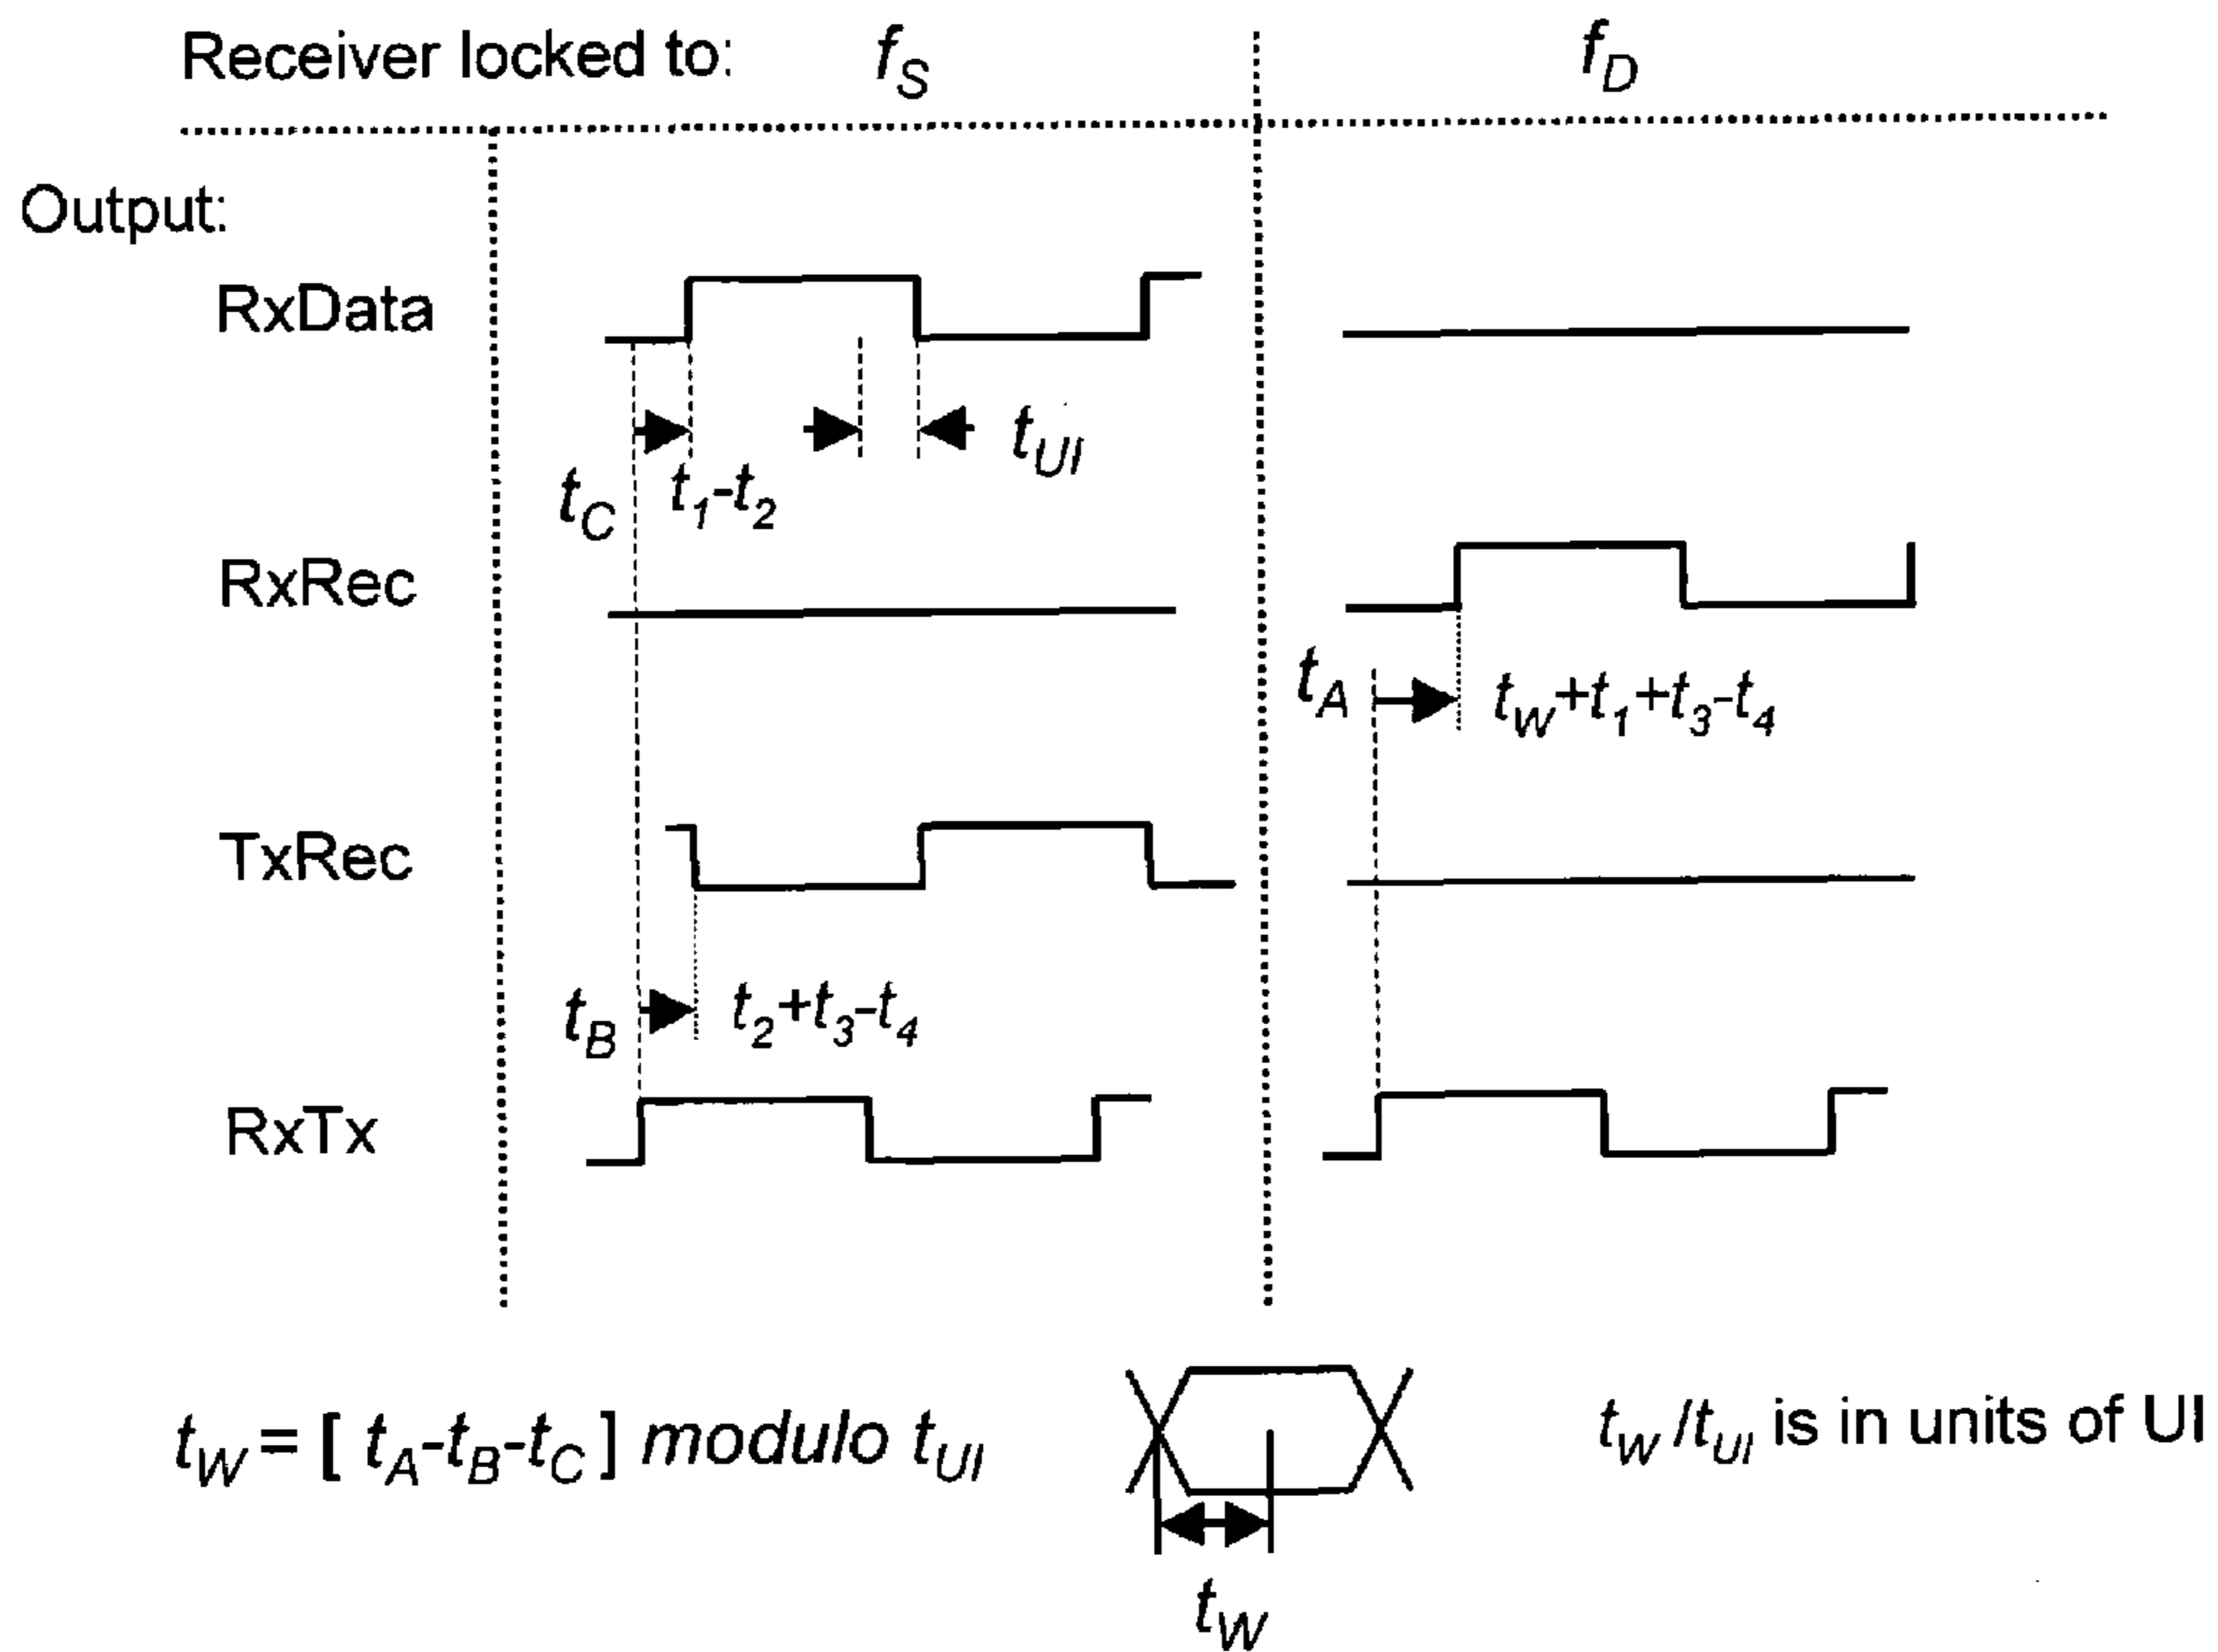 Receiver locked to: f_S f_D
Output:
RxData
t_UI
t_C t_1-t_2
RxRec
t_A t_W+t_1+t_3-t_4
TxRec
t_B t_2+t_3-t_4
RxTx
t_W = [ t_A-t_B-t_C ] modulo t_UI t_W /t_UI is in units of UI
t_W